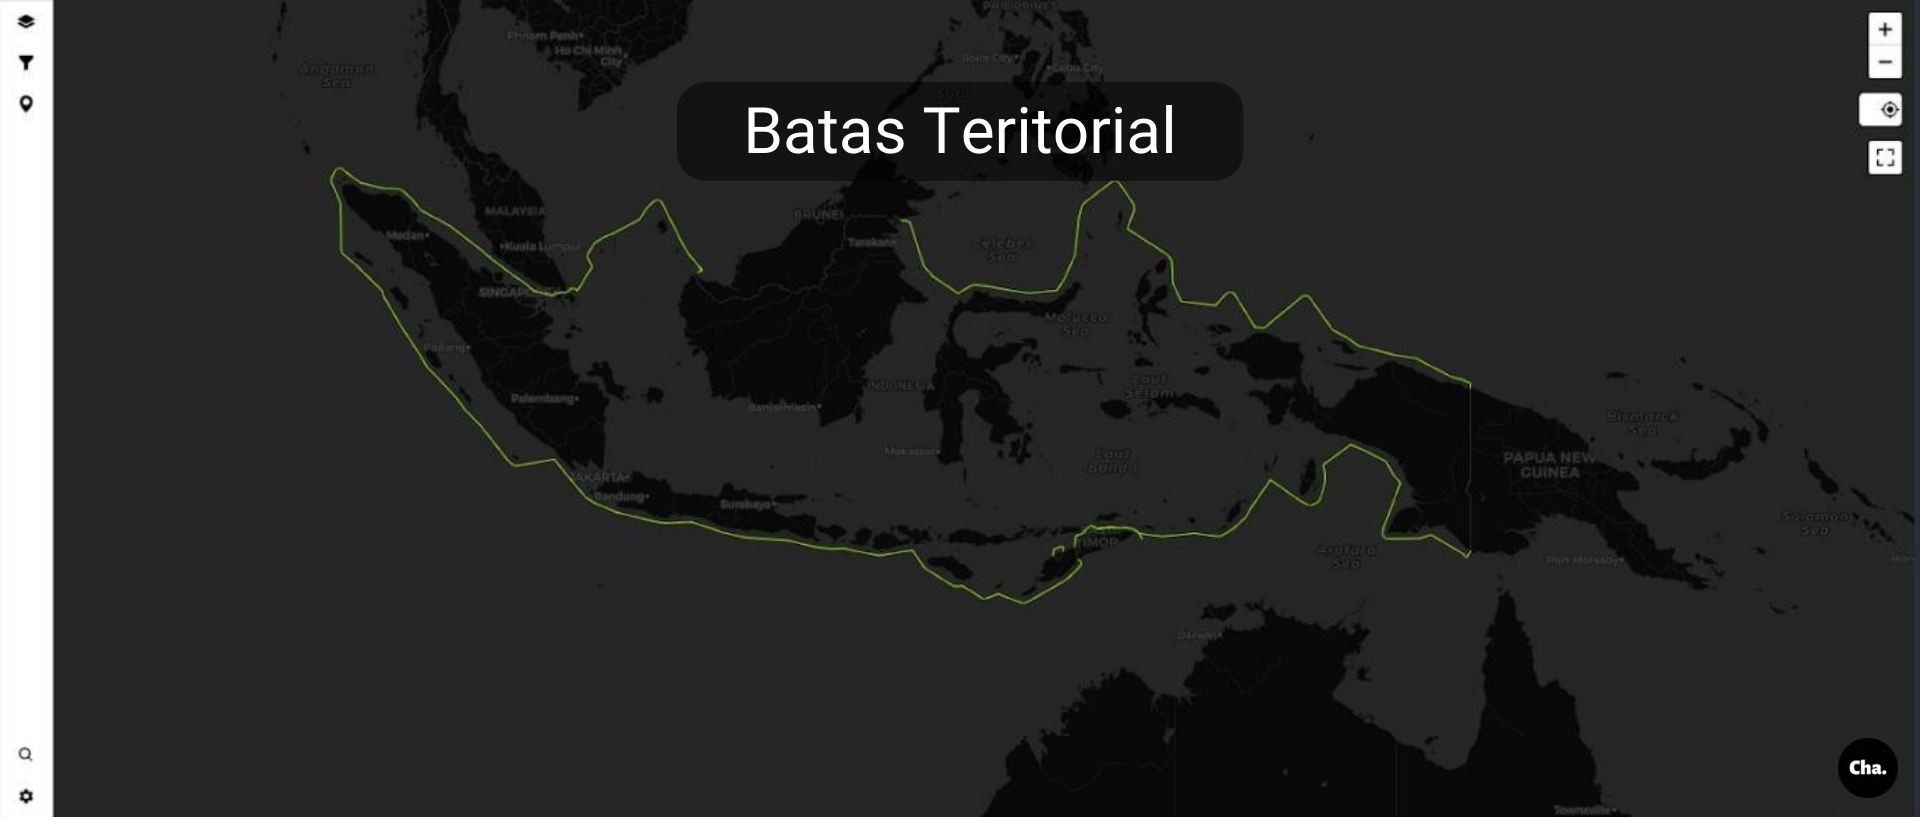 PHILIPPINES
Phnom Penh
Ho Chi Minh
City
Andaman
Sea
Iloilo City
Cebu City
Sulu
Batas Teritorial
MALAYSIA
Kuala Lumpur
BRUNEI
Tarakan
Celebes
Sea
Medan
Molucca
Sea
Padang
Palembang
INDONESIA
Banjarmasin
Laut
Seram
Makassar
Laut
Banda
JAKARTA
Bandung
Surabaya
TIMOR
Arafura
Sea
PAPUA NEW
GUINEA
Bismarck
Sea
Solomon
Sea
Port Moresby
Darwin
Townsville
Cha.